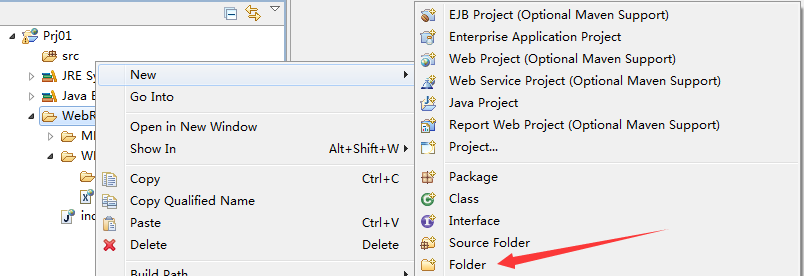 Prj01
src
JRE Sy
Java E
WebR
inc
New
Go Into
Open in New Window
Show In Alt+Shift+W
Copy Ctrl+C
Copy Qualified Name
Paste Ctrl+V
Delete Delete
Build Path
EJB Project (Optional Maven Support)
Enterprise Application Project
Web Project (Optional Maven Support)
Web Service Project (Optional Maven Support)
Java Project
Report Web Project (Optional Maven Support)
Project...
Package
Class
Interface
Source Folder
Folder